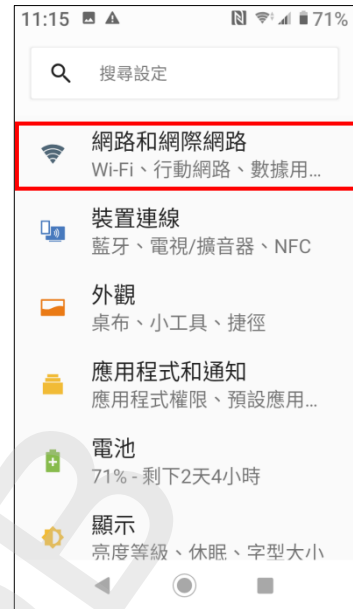 11:15 71%
搜尋設定
網路和網際網路
Wi-Fi、行動網路、數據用...
裝置連線
藍牙、電視/擴音器、NFC
外觀
桌布、小工具、捷徑
應用程式和通知
應用程式權限、預設應用...
電池
71% - 剩下2天4小時
顯示
亮度等級、休眠、字型大小